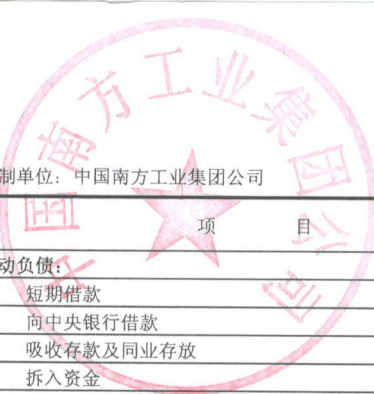 中国南方工业集团公司
制单位：中国南方工业集团公司
项 目
动负债：
短期借款
向中央银行借款
吸收存款及同业存放
拆入资金